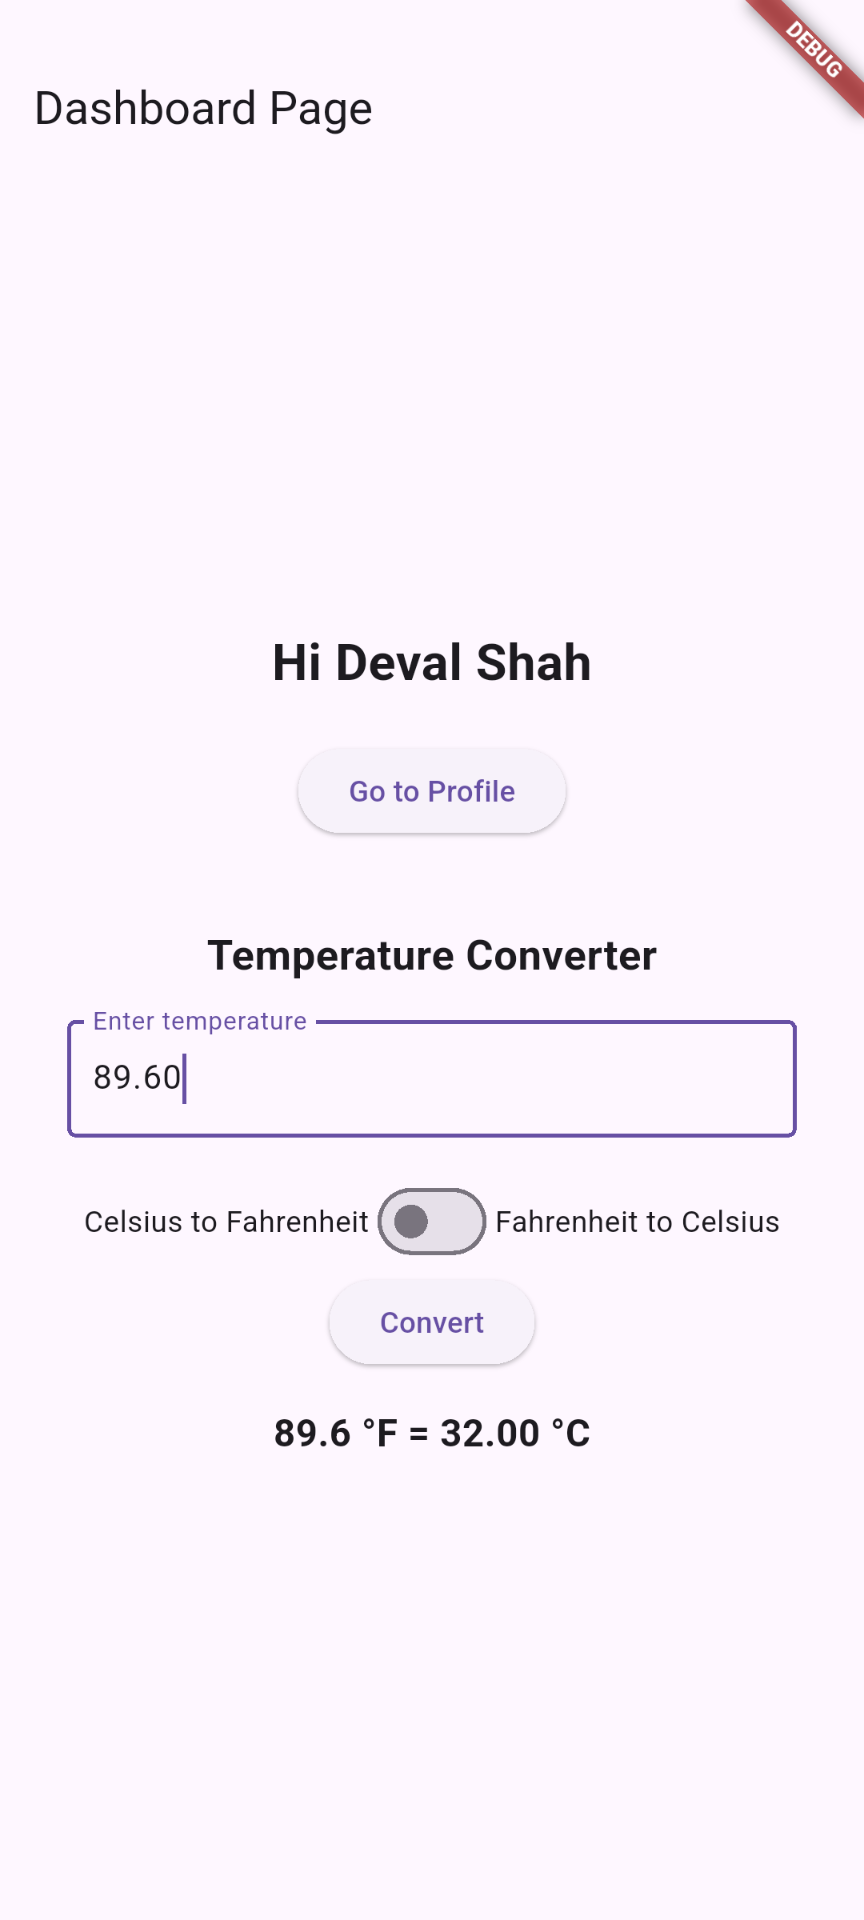 DEBUG
Dashboard Page
Hi Deval Shah
Go to Profile
Temperature Converter
Enter temperature
89.60
Celsius to Fahrenheit Fahrenheit to Celsius
Convert
89.6 °F = 32.00 °C